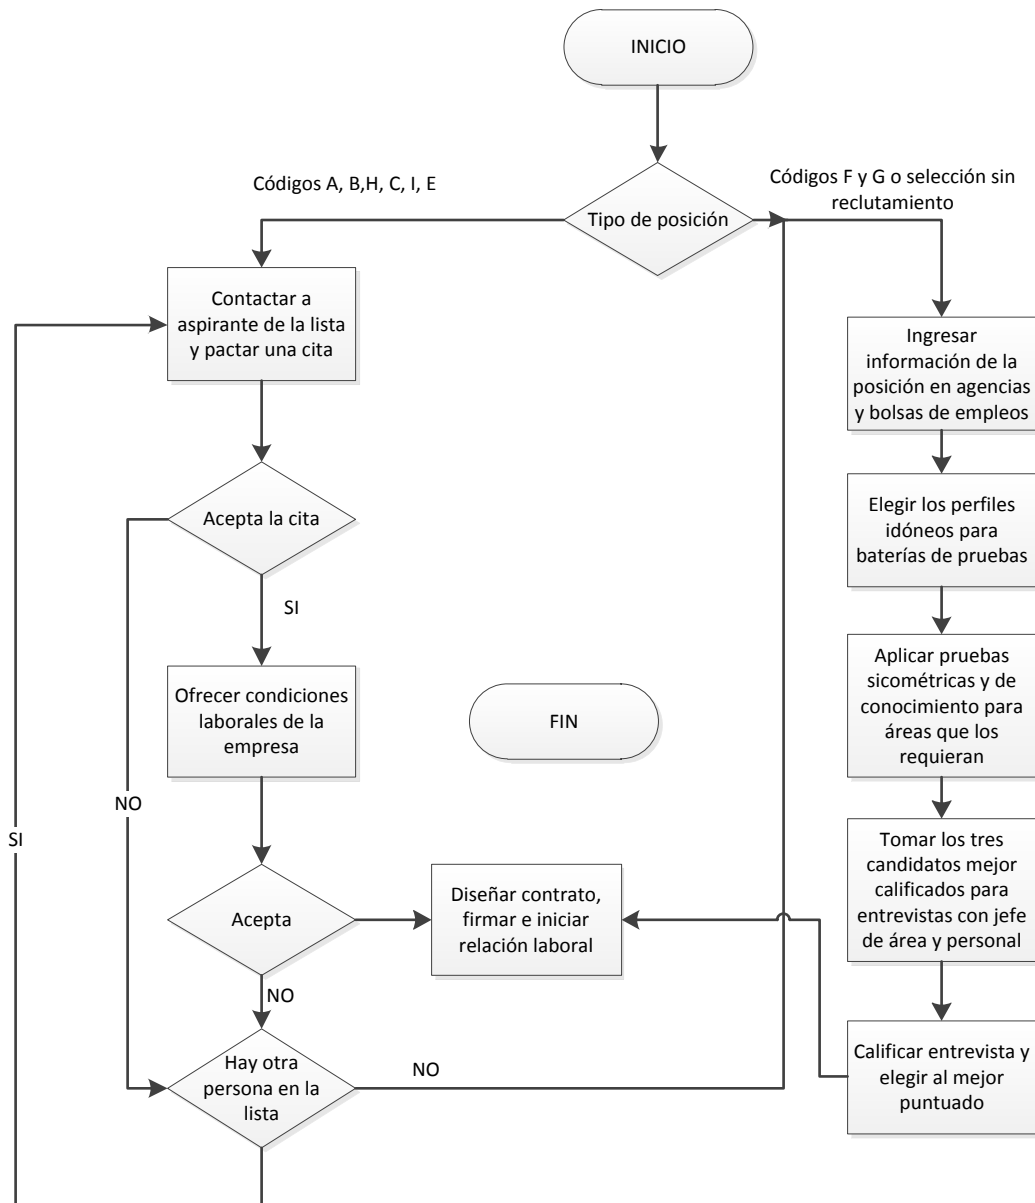 INICIO
Códigos A, B,H, C, I, E
Tipo de posición
Códigos F y G o selección sin
reclutamiento
Contactar a
aspirante de la lista
y pactar una cita
Ingresar
información de la
posición en agencias
y bolsas de empleos
Acepta la cita
Elegir los perfiles
idóneos para
baterías de pruebas
SI
Ofrecer condiciones
laborales de la
empresa
FIN
Aplicar pruebas
sicométricas y de
conocimiento para
áreas que los
requieran
NO
SI
Tomar los tres
candidatos mejor
calificados para
entrevistas con jefe
de área y personal
Acepta
Diseñar contrato,
firmar e iniciar
relación laboral
NO
Hay otra
persona en la
lista
NO
Calificar entrevista y
elegir al mejor
puntuado